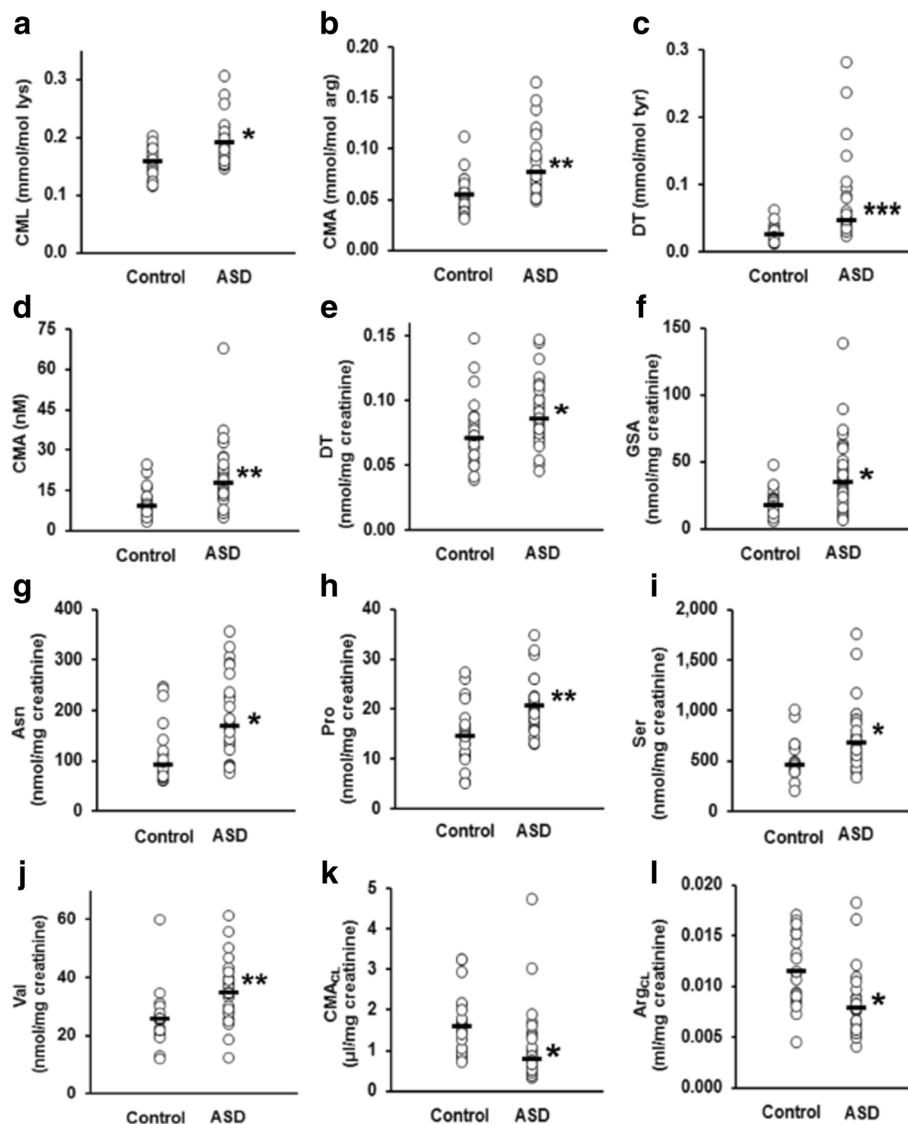 a
CML (mmol/mol lys)
0.3
0.2
0.1
0.0
*
Control ASD
b
CMA (mmol/mol arg)
0.20
0.15
0.10
0.05
0.00
**
Control ASD
c
DT (mmol/mol tyr)
0.3
0.2
0.1
0.0
***
Control ASD
d
CMA (nM)
75
60
45
30
15
0
**
Control ASD
e
DT
(nmol/mg creatinine)
0.15
0.10
0.05
0.00
*
Control ASD
f
GSA
(nmol/mg creatinine)
150
100
50
0
*
Control ASD
g
Asn
(nmol/mg creatinine)
400
300
200
100
0
*
Control ASD
h
Pro
(nmol/mg creatinine)
40
30
20
10
0
**
Control ASD
i
Ser
(nmol/mg creatinine)
2,000
1,500
1,000
500
0
*
Control ASD
j
Val
(nmol/mg creatinine)
60
40
20
0
**
Control ASD
k
CMACL
(µl/mg creatinine)
5
4
3
2
1
0
*
Control ASD
l
ArgCL
(ml/mg creatinine)
0.020
0.015
0.010
0.005
0.000
*
Control ASD